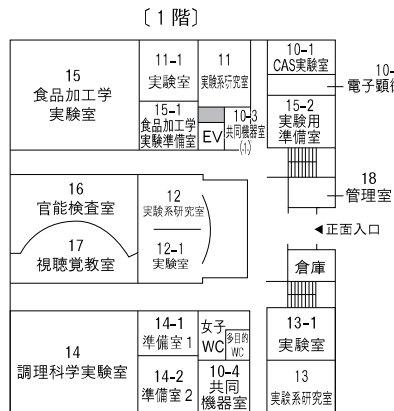 〔1階〕
15
食品加工学
実験室
11-1
実験室
11
実験系研究室
10-1
CAS実験室
10-
電子顕微
15-1
食品加工学
実験準備室
EV
10-3
共同機器室
(1)
15-2
実験用
準備室
16
官能検査室
12
実験系研究室
18
管理室
17
視聴覚教室
12-1
実験室
◀正面入口
倉庫
14
調理科学実験室
14-1
準備室1
女子
WC
多目的
WC
13-1
実験室
14-2
準備室2
10-4
共同
機器室
13
実験系研究室